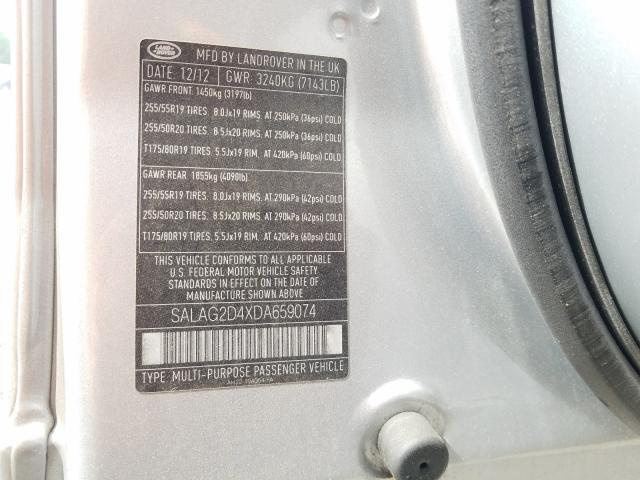 LAND ROVER
MFD BY LANDROVER IN THE UK
DATE 12/12 GWR: 3240KG (7143LB)
GAWR FRONT: 1450kg (3197lb)
255/55R19 TIRES. 8.0Jx19 RIMS. AT 250kPa (36psi) COLD
255/50R20 TIRES. 8.5Jx20 RIMS. AT 250kPa (36psi) COLD
T175/80R19 TIRES. 5.5Jx19 RIM. AT 420kPa (60psi) COLD
GAWR REAR 1855kg (4090lb)
255/55R19 TIRES. 8.0Jx19 RIMS. AT 290kPa (42psi) COLD
255/50R20 TIRES. 8.5Jx20 RIMS. AT 290kPa (42psi) COLD
T175/80R19 TIRES. 5.5Jx19 RIM. AT 420kPa (60psi) COLD
THIS VEHICLE CONFORMS TO ALL APPLICABLE
U.S. FEDERAL MOTOR VEHICLE SAFETY
STANDARDS IN EFFECT ON THE DATE OF
MANUFACTURE SHOWN ABOVE.
SALAG2D4XDA659074
TYPE: MULTI-PURPOSE PASSENGER VEHICLE